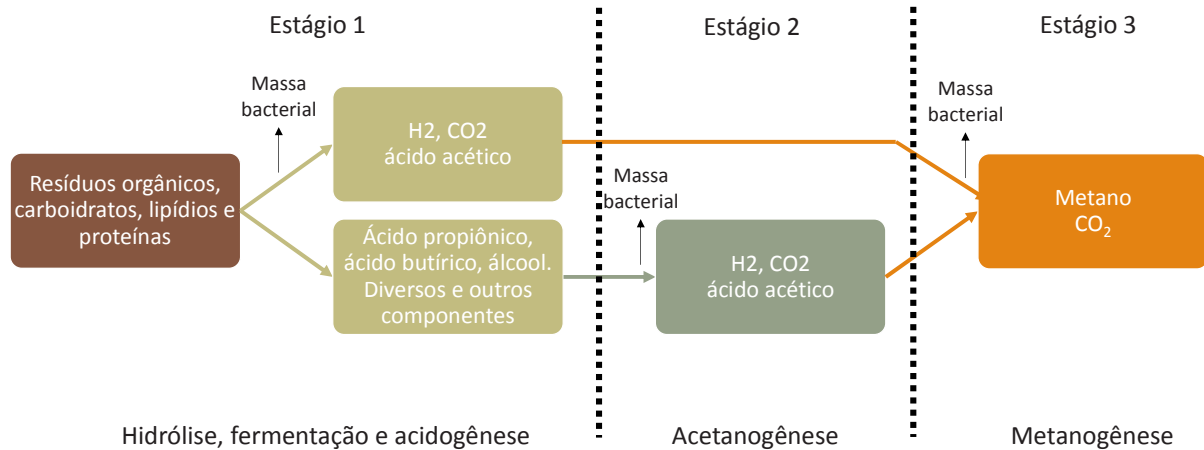 Estágio 1
Estágio 2
Estágio 3
Massa
bacterial
H2, CO2
ácido acético
Resíduos orgânicos,
carboidratos, lipídios e
proteínas
Ácido propiônico,
ácido butírico, álcool.
Diversos e outros
componentes
Massa
bacterial
H2, CO2
ácido acético
Massa
bacterial
Metano
CO₂
Hidrólise, fermentação e acidogênese
Acetanogênese
Metanogênese